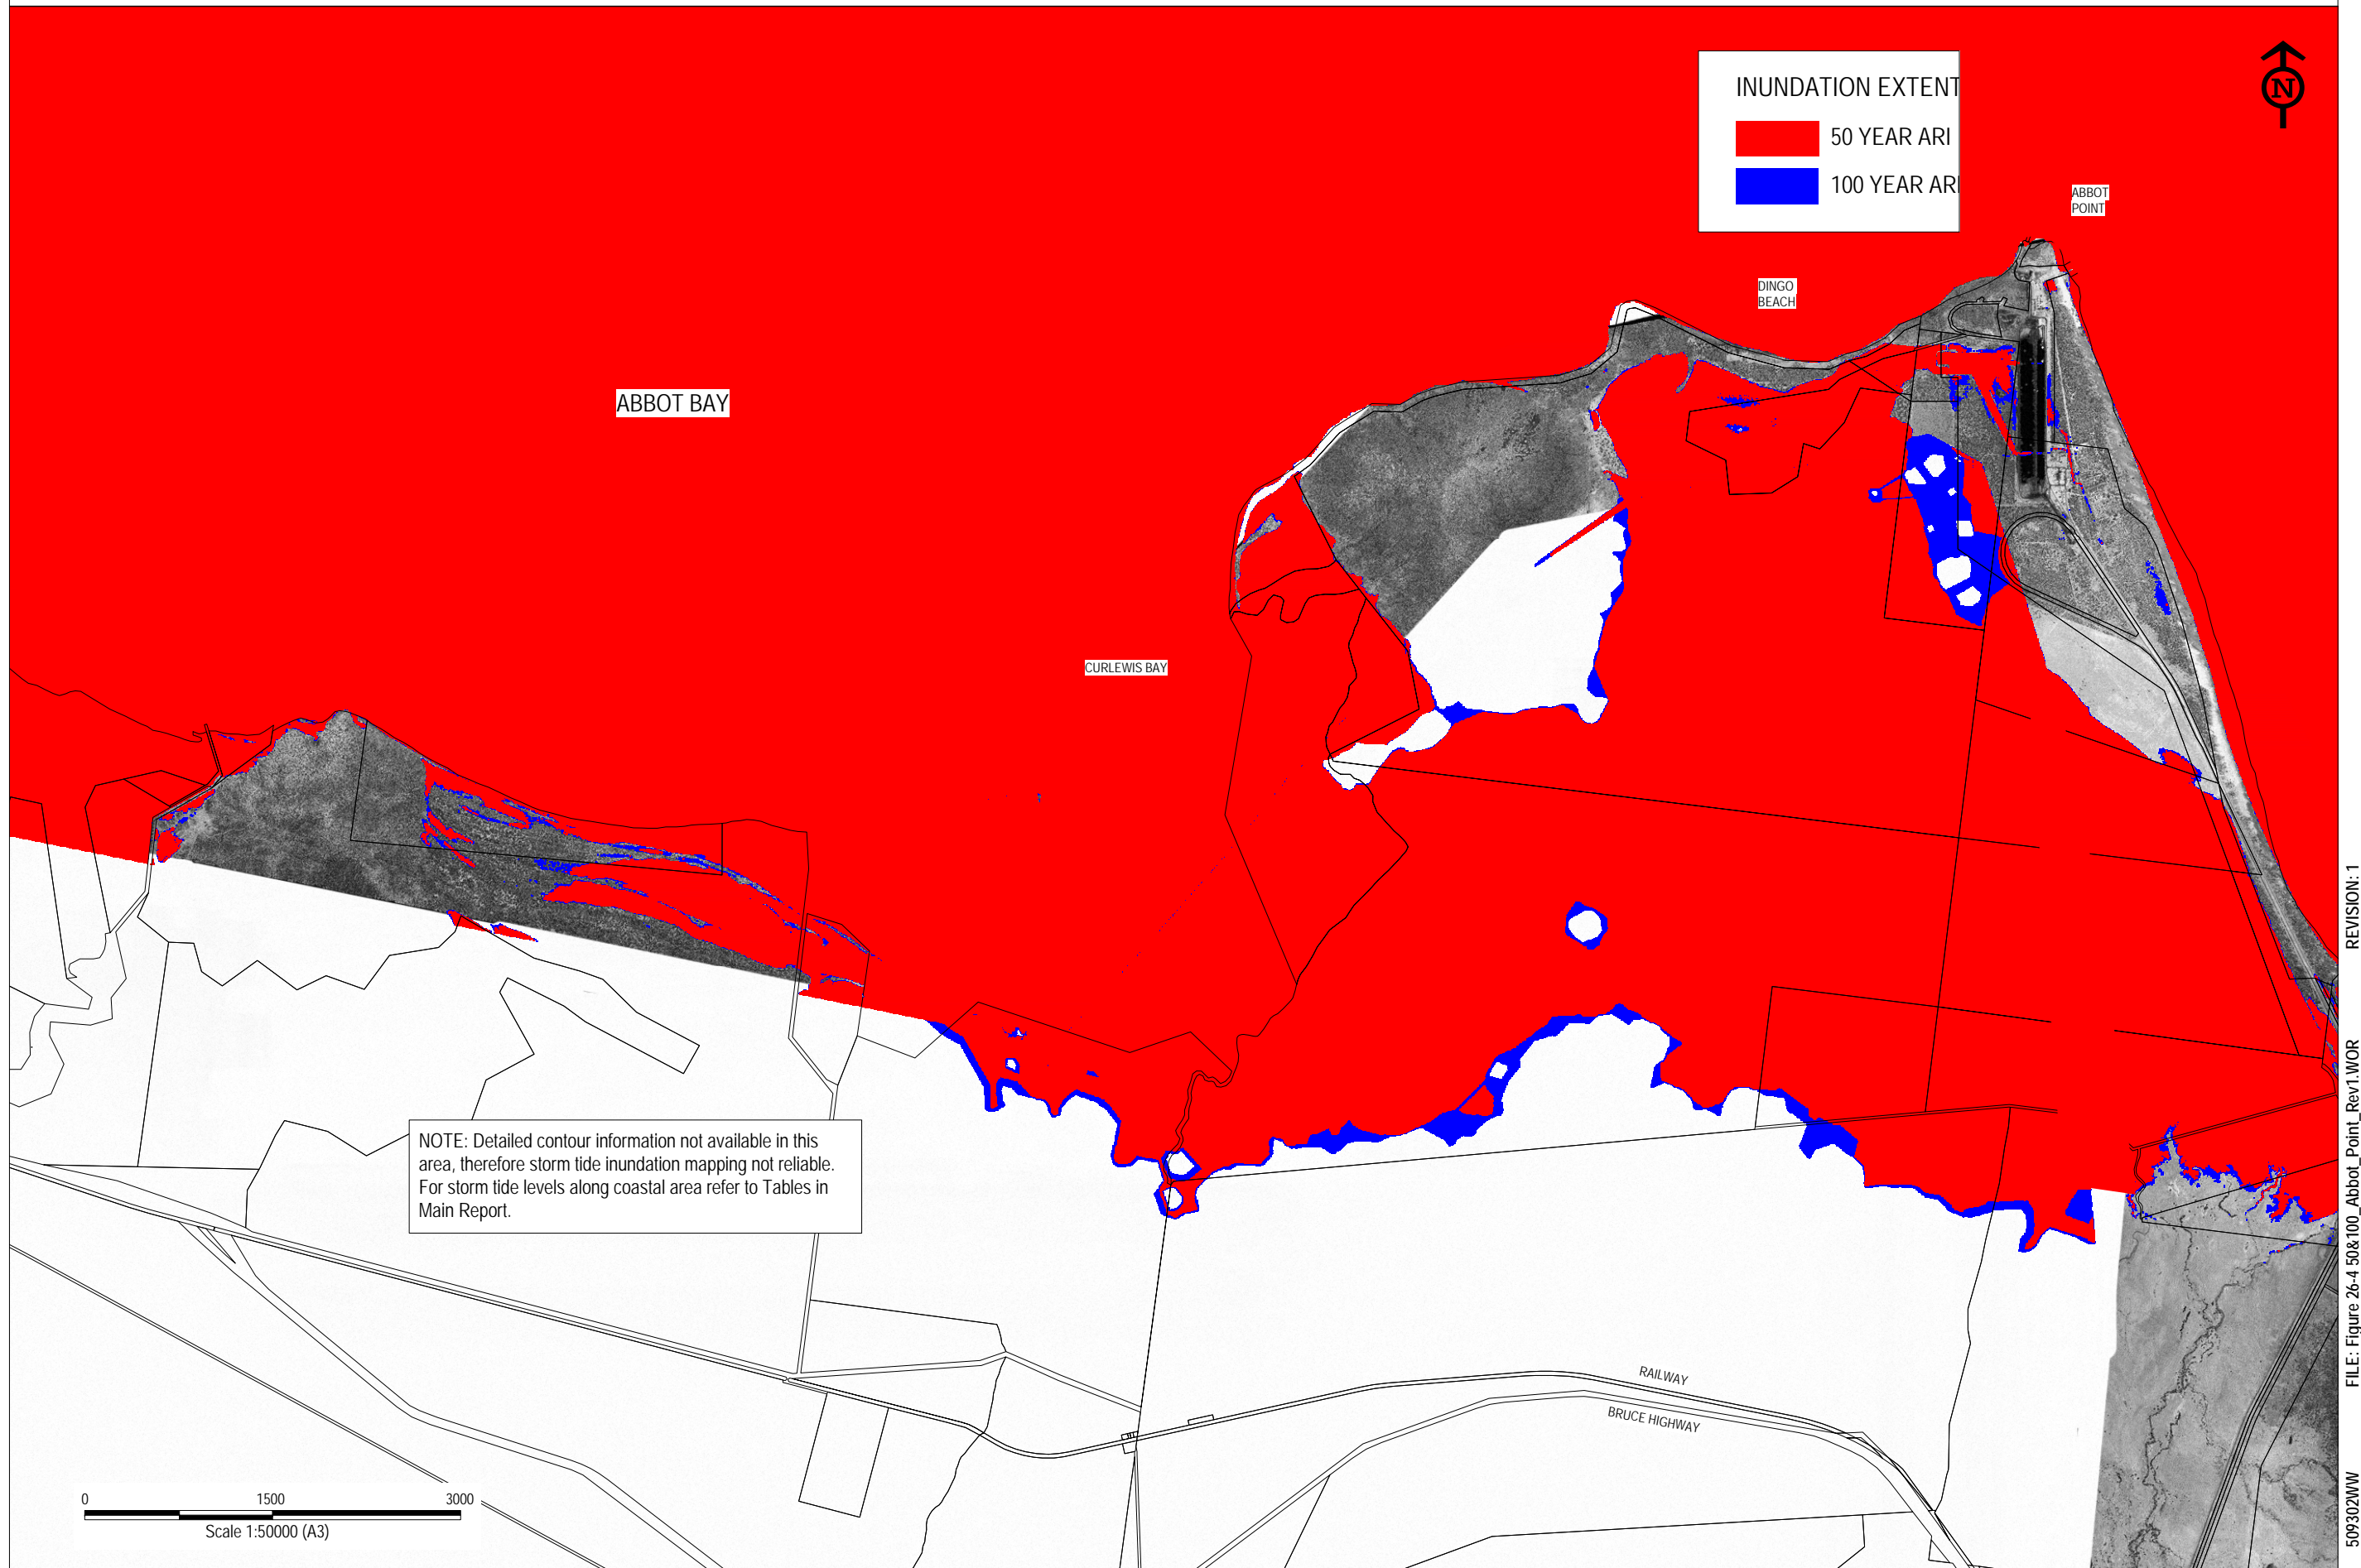 INUNDATION EXTENT
50 YEAR ARI
100 YEAR ARI
N
ABBOT
POINT
DINGO
BEACH
ABBOT BAY
CURLEWIS BAY
NOTE: Detailed contour information not available in this
area, therefore storm tide inundation mapping not reliable.
For storm tide levels along coastal area refer to Tables in
Main Report.
RAILWAY
BRUCE HIGHWAY
0 1500 3000
Scale 1:50000 (A3)
509302WW FILE: Figure 26-4 50&100_Abbot_Point_Rev1.WOR REVISION: 1